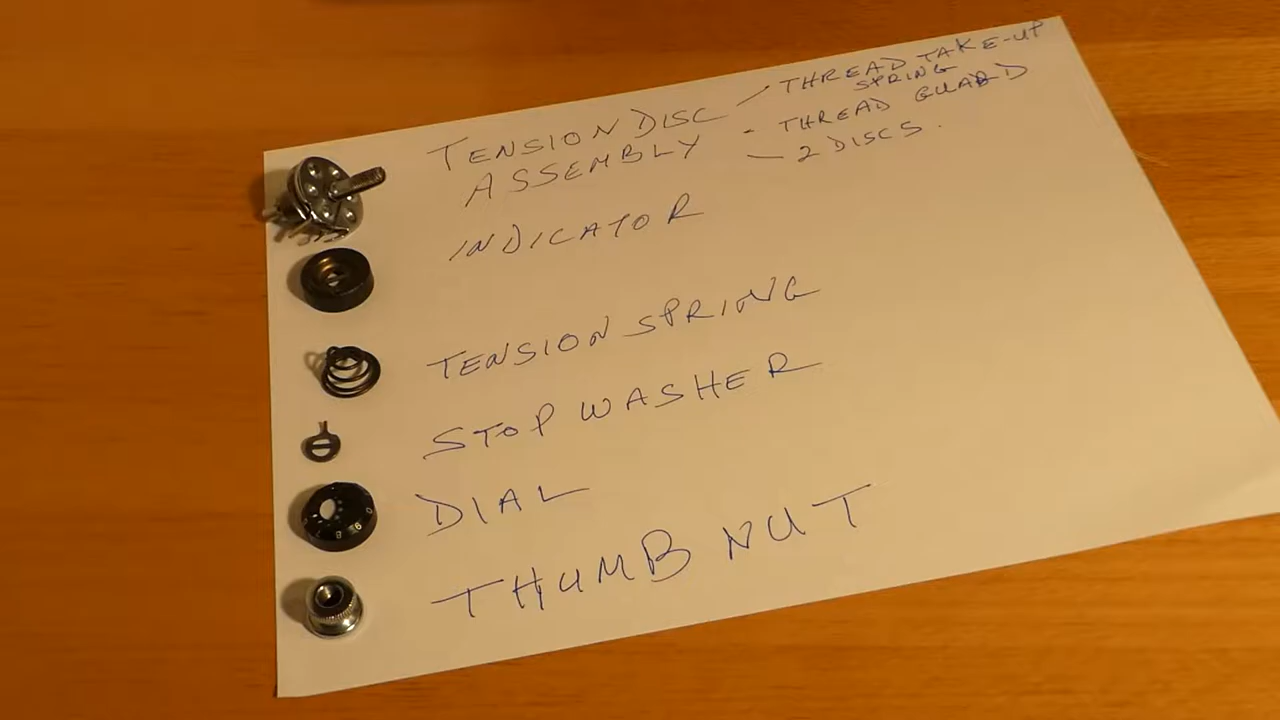 TENSION DISC
ASSEMBLY
- THREAD TAKE-UP
SPRING
- THREAD GUARD
- 2 DISCS.
INDICATOR
TENSION SPRING
STOP WASHER
DIAL
THUMB NUT